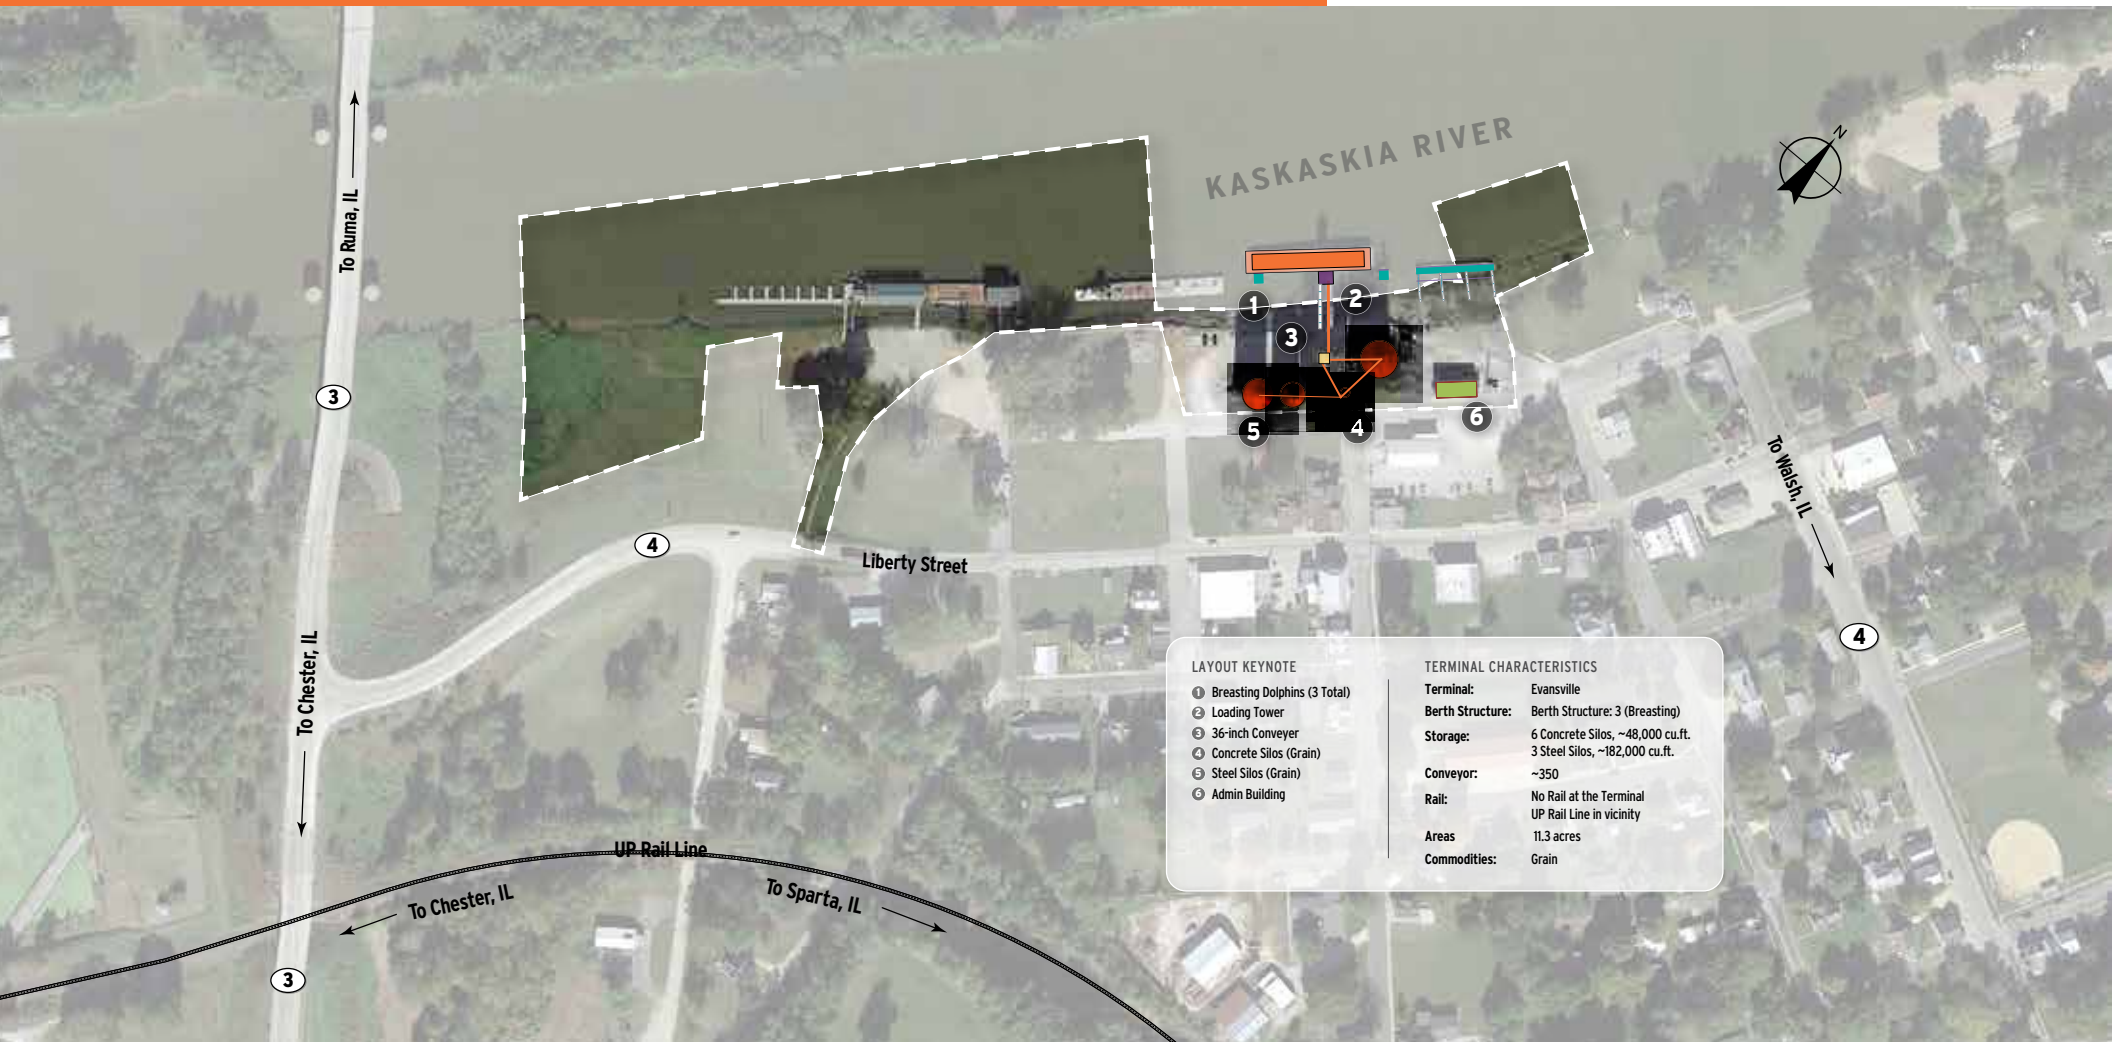 KASKASKIA RIVER
N
To Ruma, IL
1
2
3
3
4
5
6
To Walsh, IL
4
Liberty Street
To Chester, IL
4
LAYOUT KEYNOTE
1 Breasting Dolphins (3 Total)
2 Loading Tower
3 36-inch Conveyer
4 Concrete Silos (Grain)
5 Steel Silos (Grain)
6 Admin Building
TERMINAL CHARACTERISTICS
Terminal: Evansville
Berth Structure: Berth Structure: 3 (Breasting)
Storage: 6 Concrete Silos, ~48,000 cu.ft.
3 Steel Silos, ~182,000 cu.ft.
Conveyor: ~350
Rail: No Rail at the Terminal
UP Rail Line in vicinity
Areas 11.3 acres
Commodities: Grain
UP Rail Line
To Chester, IL
To Sparta, IL
3